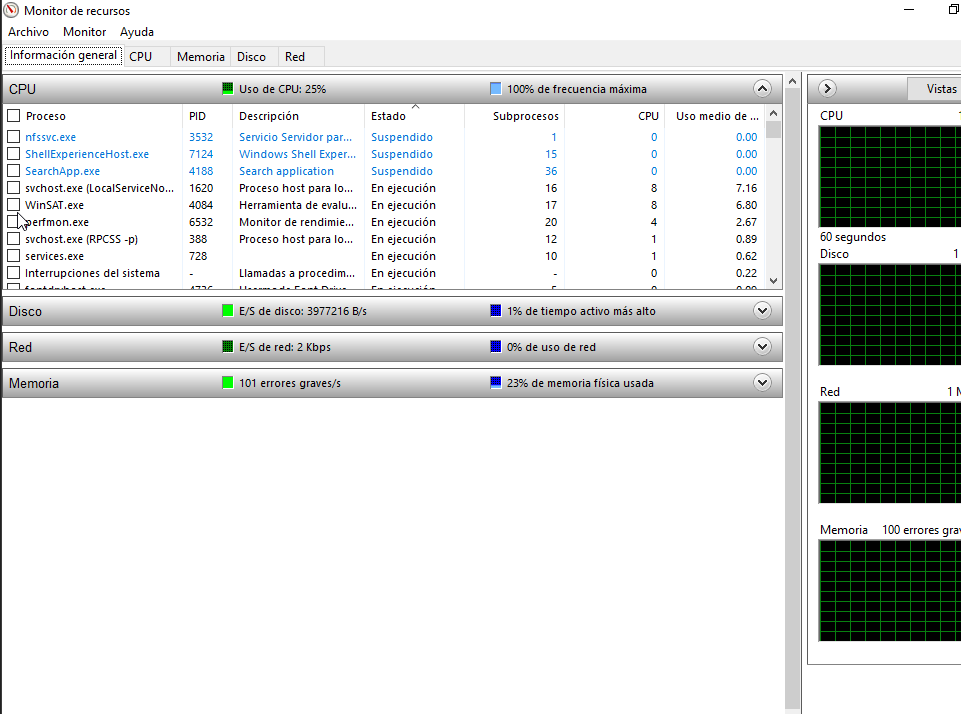 Monitor de recursos
Archivo Monitor Ayuda
Información general CPU Memoria Disco Red
CPU Uso de CPU: 25% 100% de frecuencia máxima
Proceso PID Descripción Estado Subprocesos CPU Uso medio de ...
nfssvc.exe 3532 Servicio Servidor par... Suspendido 1 0 0.00
ShellExperienceHost.exe 7124 Windows Shell Exper... Suspendido 15 0 0.00
SearchApp.exe 4188 Search application Suspendido 36 0 0.00
svchost.exe (LocalServiceNo... 1620 Proceso host para lo... En ejecución 16 8 7.16
WinSAT.exe 4084 Herramienta de evalu... En ejecución 17 8 6.80
perfmon.exe 6532 Monitor de rendimie... En ejecución 20 4 2.67
svchost.exe (RPCSS -p) 388 Proceso host para lo... En ejecución 12 1 0.89
services.exe 728 En ejecución 10 1 0.62
Interrupciones del sistema - Llamadas a procedim... En ejecución - 0 0.22
Disco E/S de disco: 3977216 B/s 1% de tiempo activo más alto
Red E/S de red: 2 Kbps 0% de uso de red
Memoria 101 errores graves/s 23% de memoria física usada
Vistas
CPU
60 segundos
Disco 1
Red 1 M
Memoria 100 errores grav